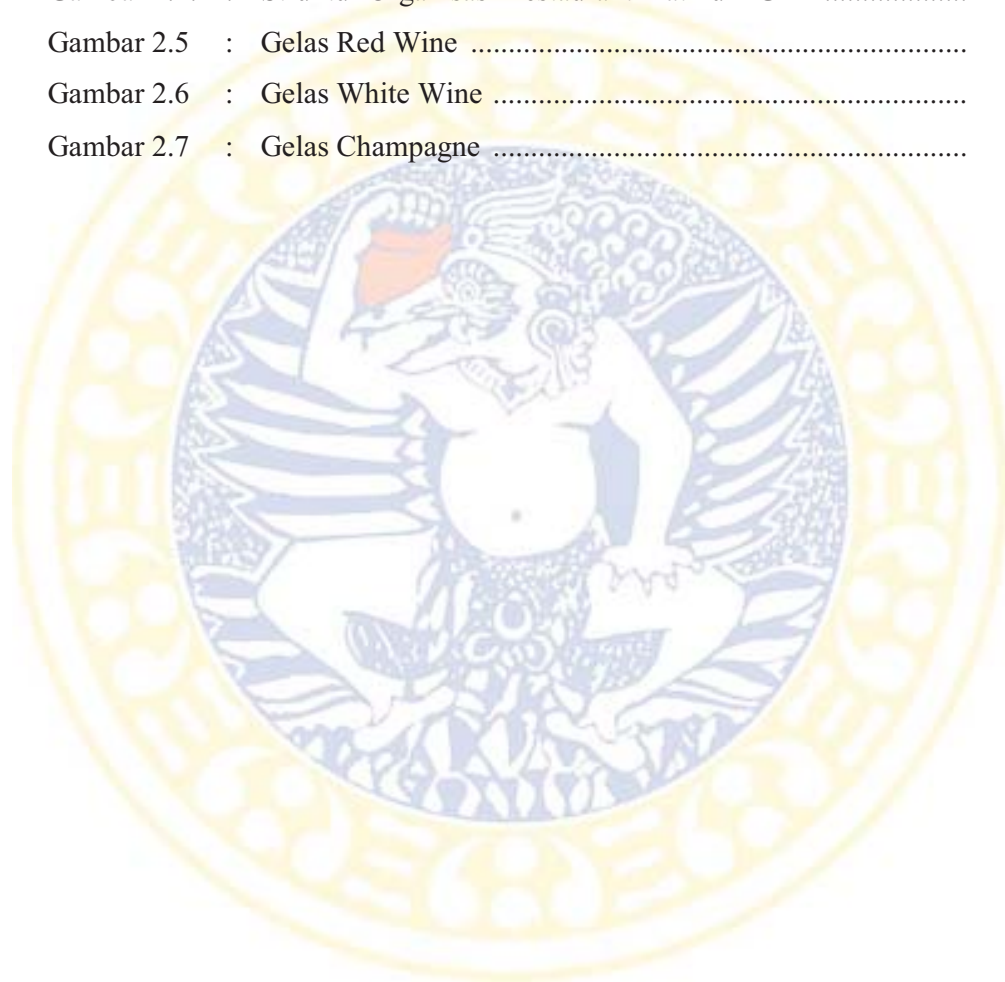 Gambar 2.5 : Gelas Red Wine ..................................................................
Gambar 2.6 : Gelas White Wine ...............................................................
Gambar 2.7 : Gelas Champagne ...............................................................